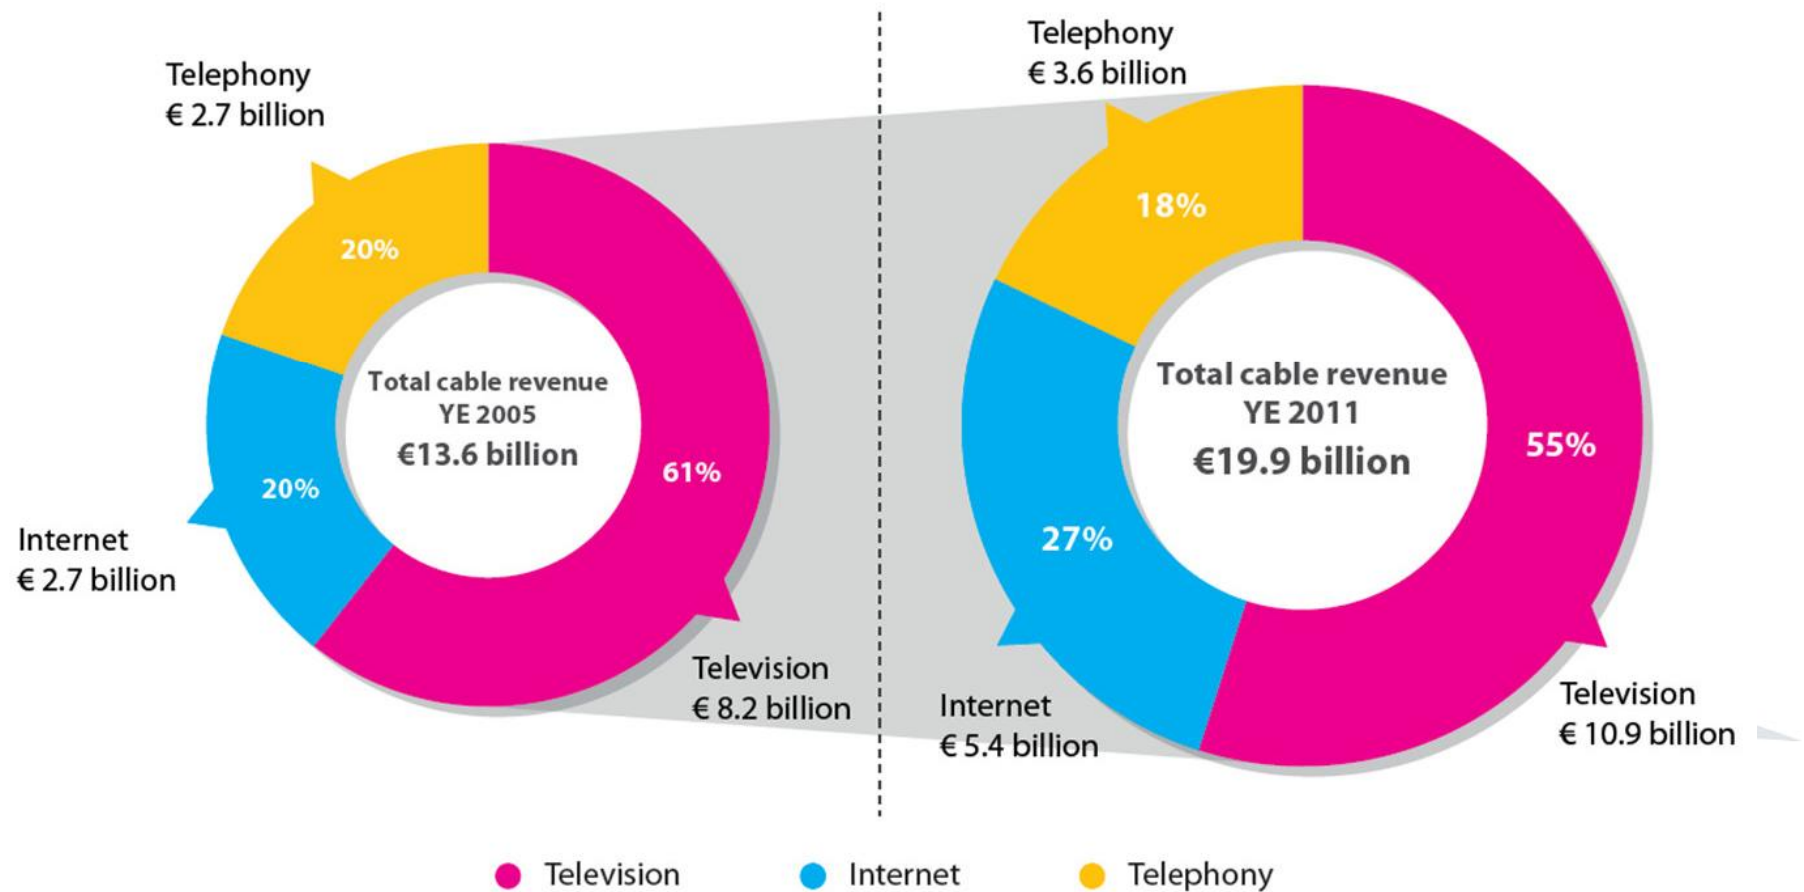 Telephony
€ 2.7 billion
20%
Total cable revenue
YE 2005
€13.6 billion
61%
20%
Internet
€ 2.7 billion
Television
€ 8.2 billion
Telephony
€ 3.6 billion
18%
Total cable revenue
YE 2011
€19.9 billion
55%
27%
Internet
€ 5.4 billion
Television
€ 10.9 billion
Television
Internet
Telephony